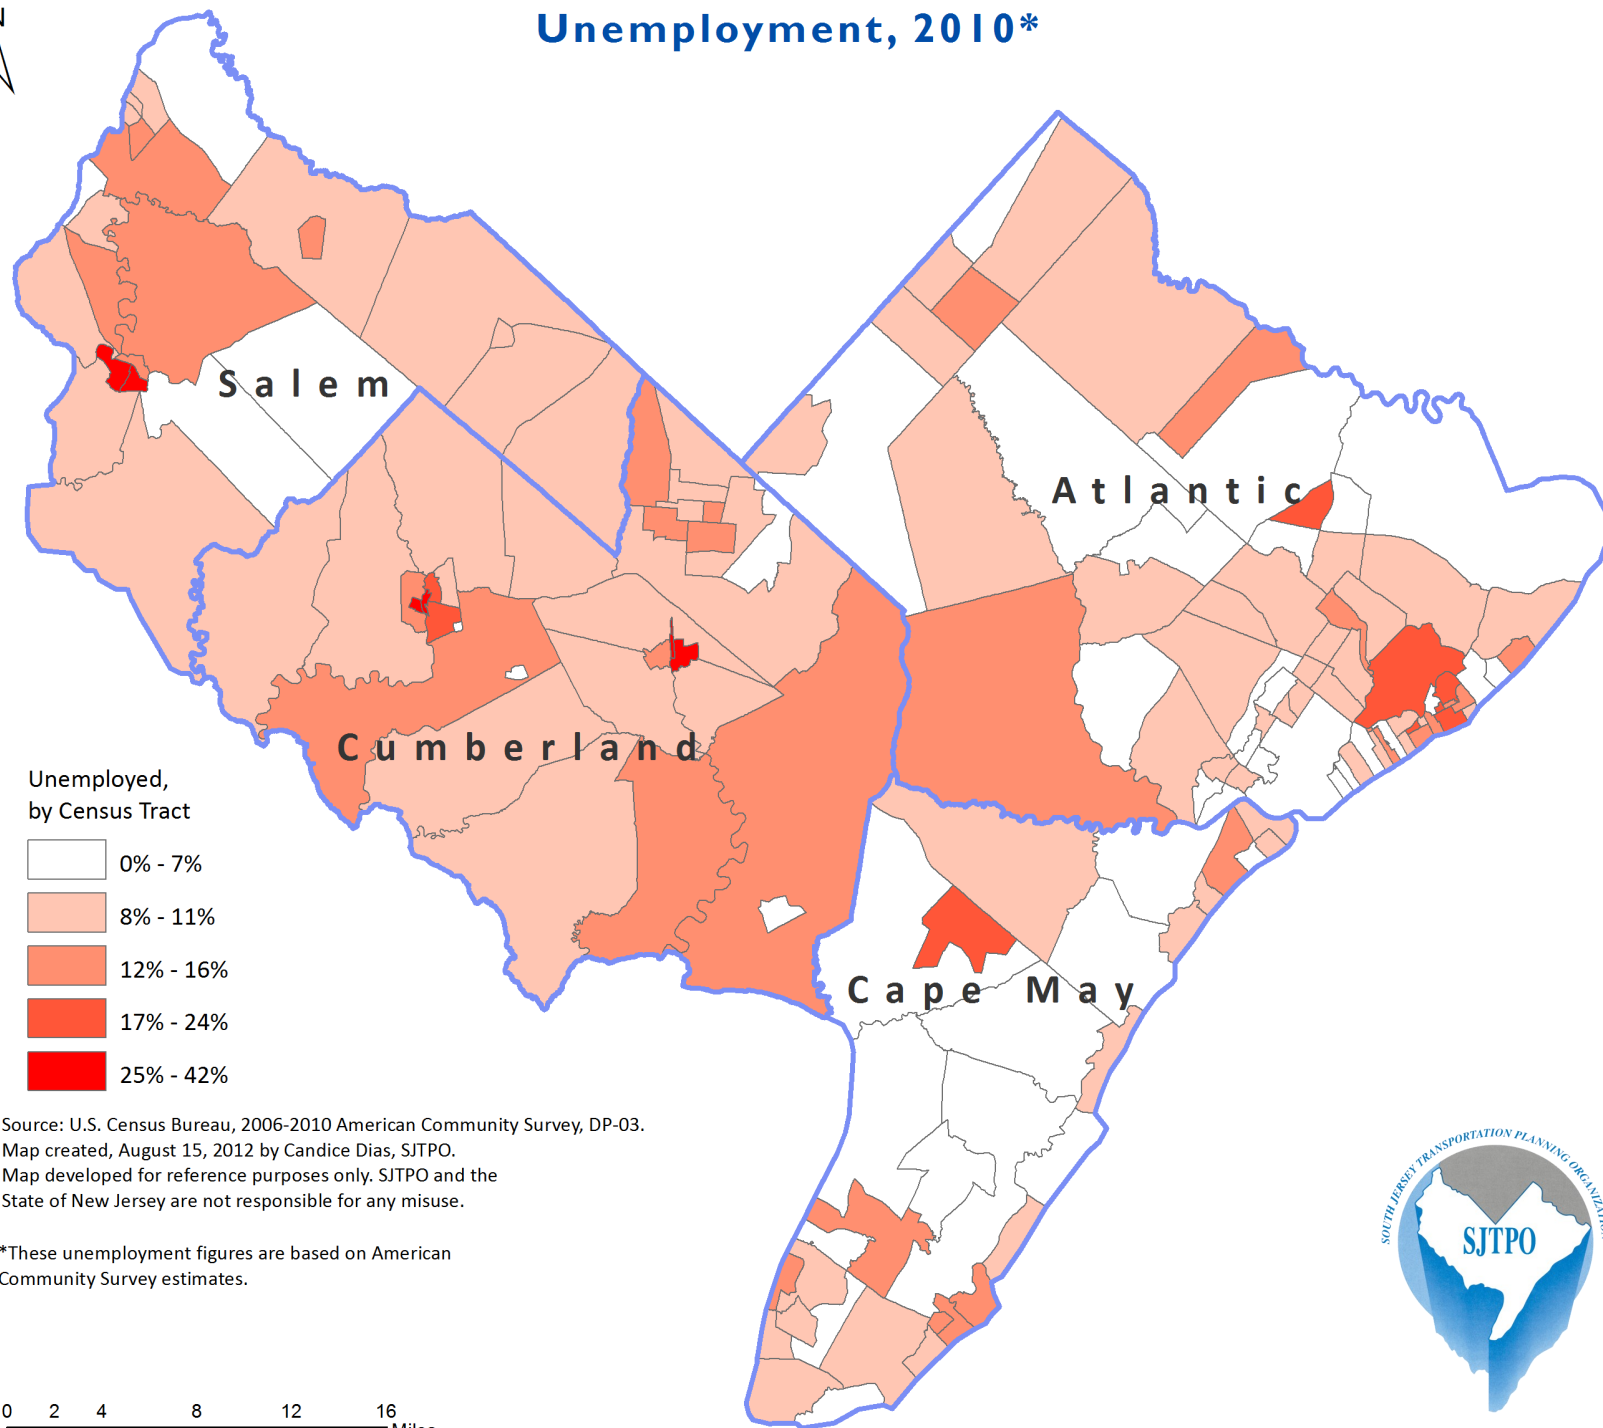 N
Unemployment, 2010*
Salem
Atlantic
Cumberland
Cape May
Unemployed,
by Census Tract
0% - 7%
8% - 11%
12% - 16%
17% - 24%
25% - 42%
Source: U.S. Census Bureau, 2006-2010 American Community Survey, DP-03.
Map created, August 15, 2012 by Candice Dias, SJTPO.
Map developed for reference purposes only. SJTPO and the
State of New Jersey are not responsible for any misuse.
*These unemployment figures are based on American
Community Survey estimates.
0 2 4 8 12 16
SOUTH JERSEY TRANSPORTATION PLANNING
SJTPO